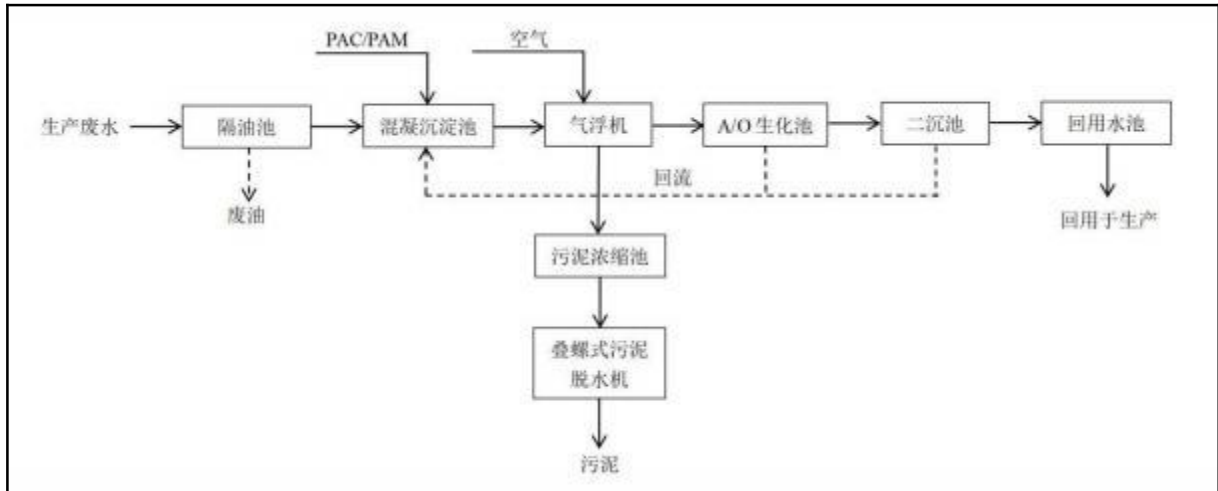 PAC/PAM
空气
生产废水
隔油池
混凝沉淀池
气浮机
A/O 生化池
二沉池
回用水池
回流
废油
回用于生产
污泥浓缩池
叠螺式污泥
脱水机
污泥